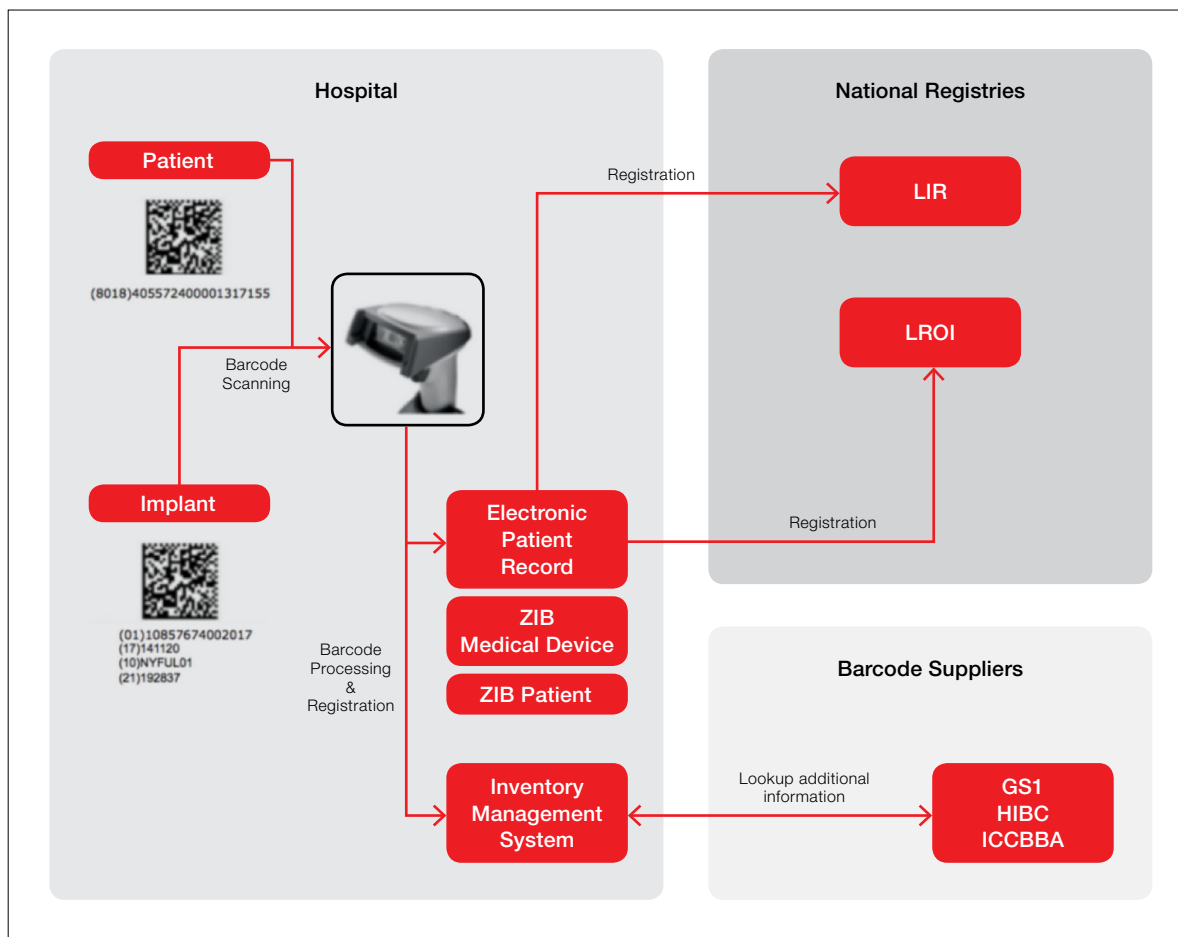 Hospital
Patient
(8018)405572400001317155
Barcode
Scanning
Implant
(01)10857674002017
(17)141120
(10)NYFUL01
(21)192837
Barcode
Processing
&
Registration
Electronic
Patient
Record
ZIB
Medical Device
ZIB Patient
Inventory
Management
System
National Registries
Registration
LIR
LROI
Registration
Barcode Suppliers
Lookup additional
information
GS1
HIBC
ICCBBA